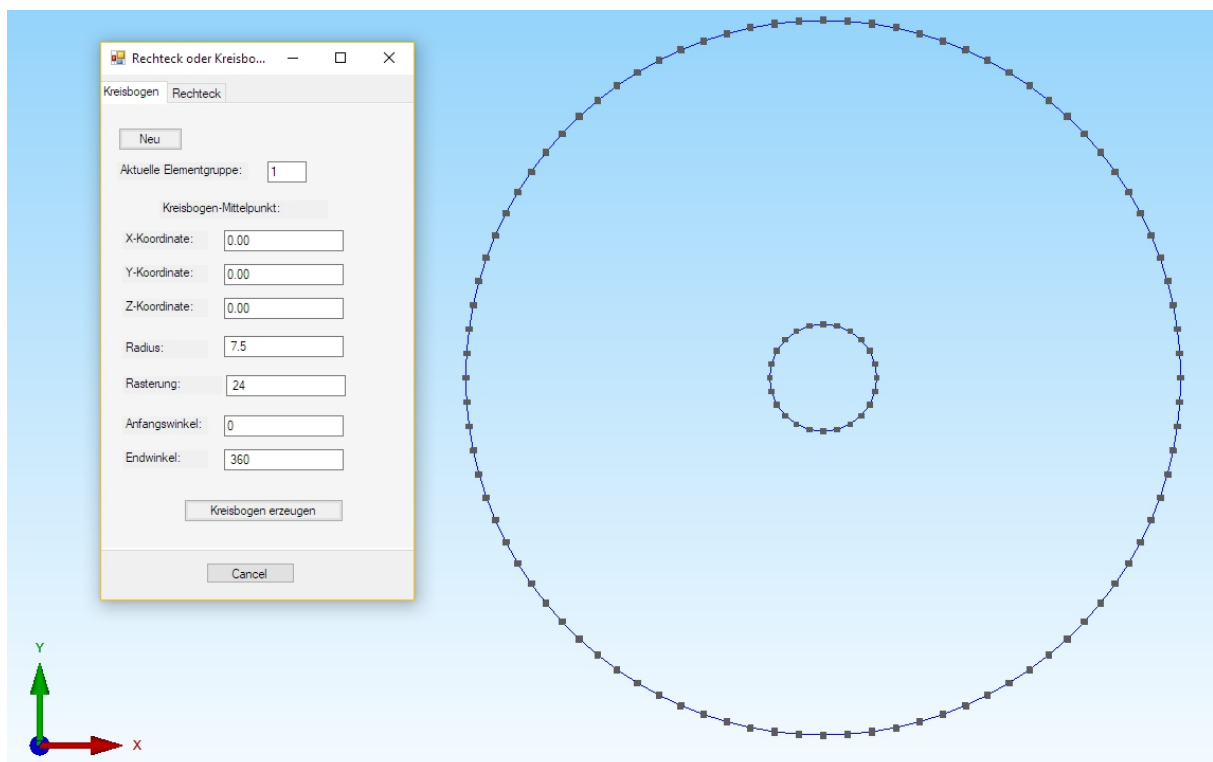 Rechteck oder Kreisbo...
Kreisbogen Rechteck
Neu
Aktuelle Elementgruppe: 1
Kreisbogen-Mittelpunkt:
X-Koordinate: 0.00
Y-Koordinate: 0.00
Z-Koordinate: 0.00
Radius: 7.5
Rasterung: 24
Anfangswinkel: 0
Endwinkel: 360
Kreisbogen erzeugen
Cancel
Y
X